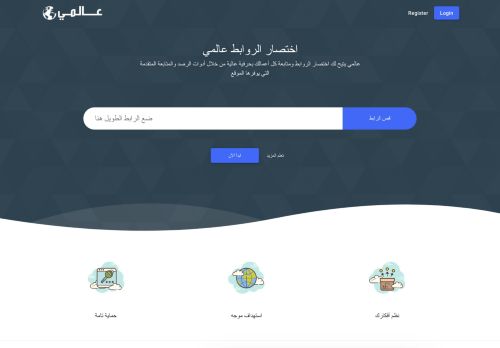 عالمي
Register
Login
اختصار الروابط عالمي
عالمي يتيح لك اختصار الروابط ومتابعة كل أعمالك بحرفية عالية من خلال أدوات الرصد والمتابعة المتقدمة
التي يوفرها الموقع
ضع الرابط الطويل هنا
قص الرابط
ابدأ الآن
تعلم المزيد
حماية تامة
استهداف موجه
نظم أفكارك